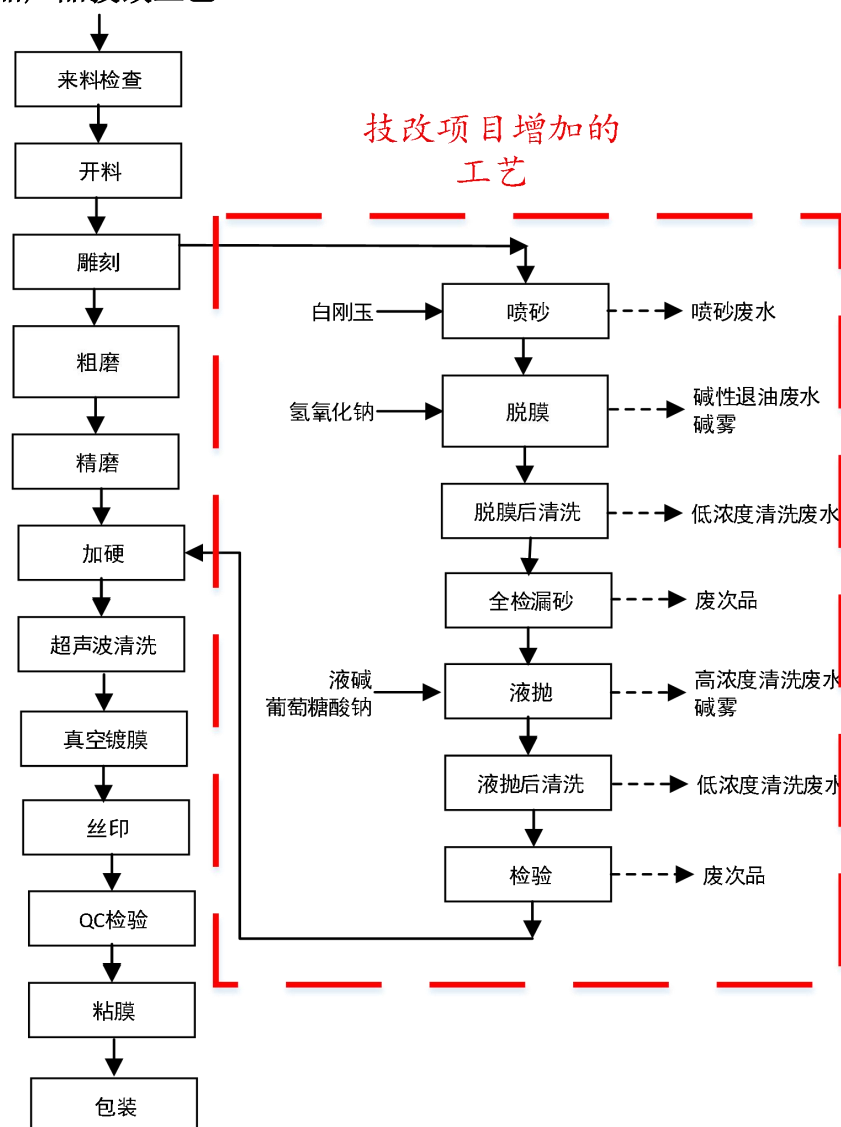 来料检查
开料
雕刻
粗磨
精磨
加硬
超声波清洗
真空镀膜
丝印
QC检验
粘膜
包装
技改项目增加的
工艺
白刚玉
喷砂
喷砂废水
氢氧化钠
脱膜
碱性退油废水
碱雾
脱膜后清洗
低浓度清洗废水
全检漏砂
废次品
液碱
葡萄糖酸钠
液抛
高浓度清洗废水
碱雾
液抛后清洗
低浓度清洗废水
检验
废次品